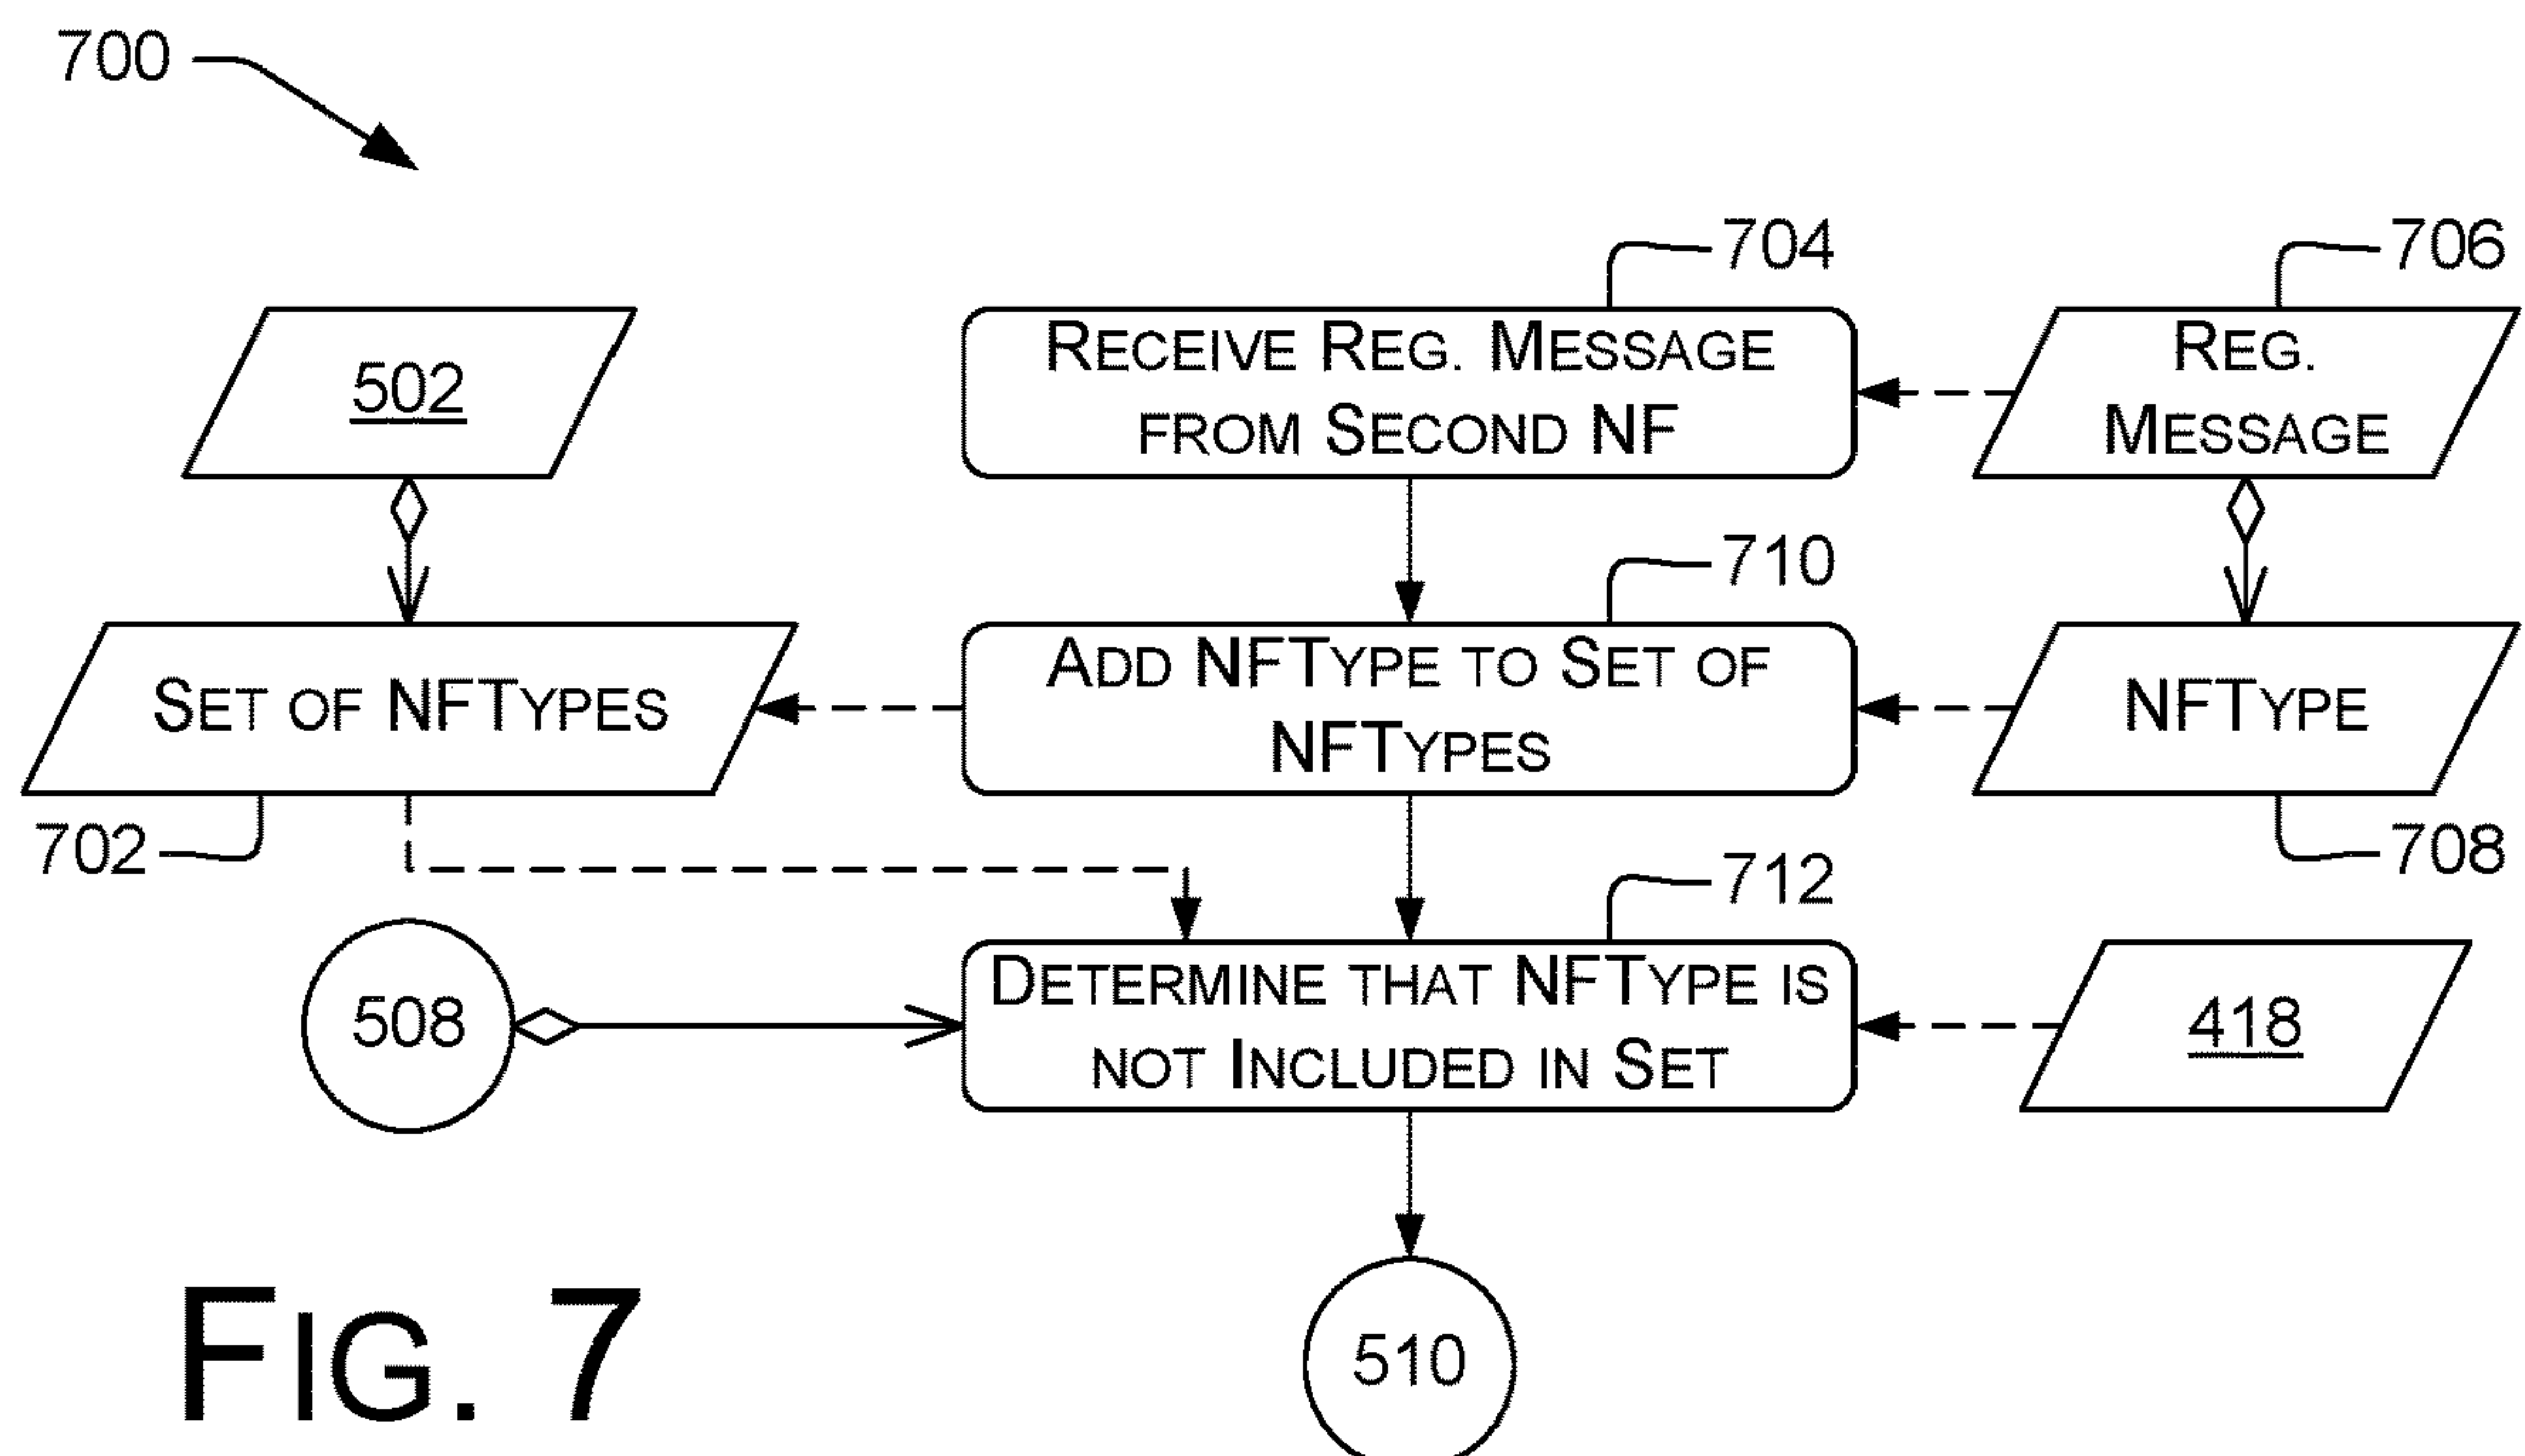 700
704
706
502
RECEIVE REG. MESSAGE
FROM SECOND NF
REG.
MESSAGE
710
SET OF NFTYPES
ADD NFTYPE TO SET OF
NFTYPES
NFTYPE
702
712
708
508
DETERMINE THAT NFTYPE IS
NOT INCLUDED IN SET
418
510
FIG. 7